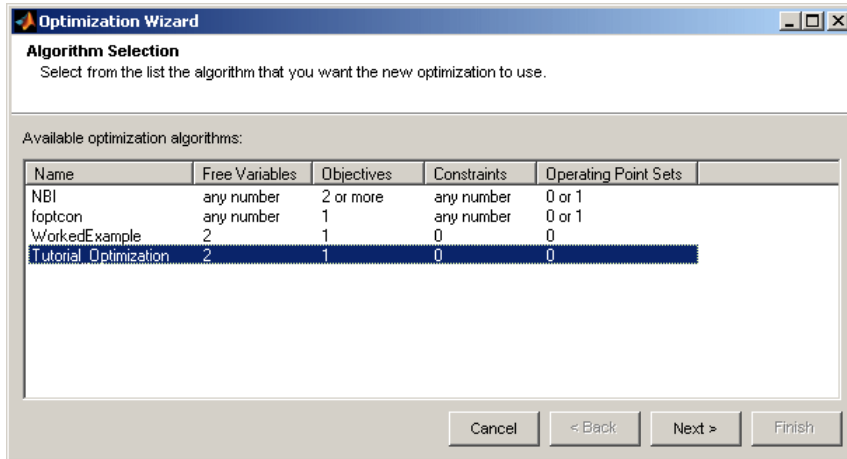 Optimization Wizard
Algorithm Selection
Select from the list the algorithm that you want the new optimization to use.
Available optimization algorithms:
Name Free Variables Objectives Constraints Operating Point Sets
NBI any number 2 or more any number 0 or 1
foptcon any number 1 any number 0 or 1
WorkedExample 2 1 0 0
Tutorial_Optimization 2 1 0 0
Cancel < Back Next > Finish